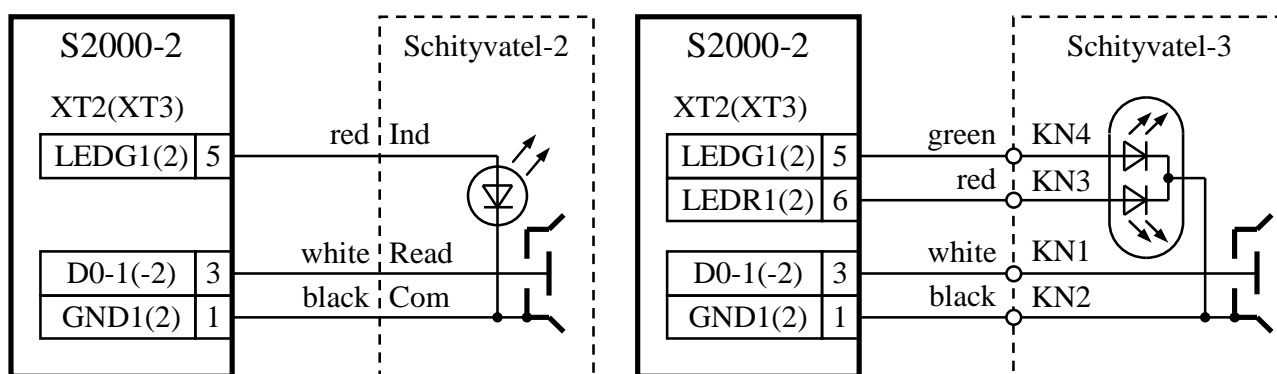 S2000-2
Schityvatel-2
XT2(XT3)
LEDG1(2) 5
red Ind
D0-1(-2) 3
white Read
GND1(2) 1
black Com
S2000-2
Schityvatel-3
XT2(XT3)
LEDG1(2) 5
green KN4
LEDR1(2) 6
red KN3
D0-1(-2) 3
white KN1
GND1(2) 1
black KN2